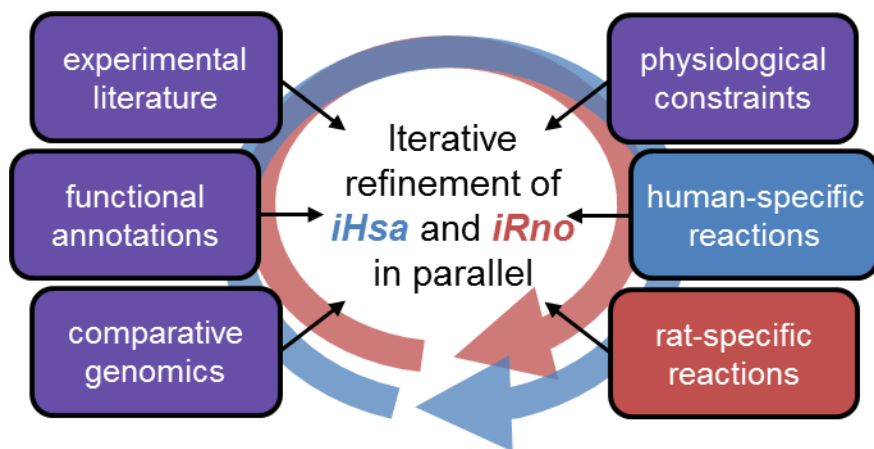 experimental
literature
functional
annotations
comparative
genomics
Iterative
refinement of
iHsa and iRno
in parallel
physiological
constraints
human-specific
reactions
rat-specific
reactions